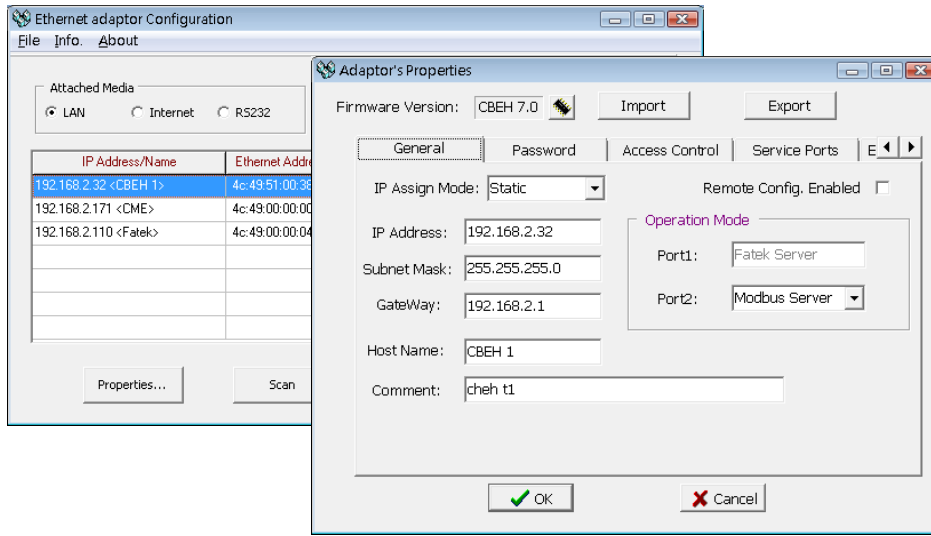 Ethernet adaptor Configuration
File Info. About
Attached Media
LAN Internet RS232
IP Address/Name Ethernet Addre
192.168.2.32 <CBEH 1> 4c:49:51:00:38
192.168.2.171 <CME> 4c:49:00:00:00
192.168.2.110 <Fatek> 4c:49:00:00:04
Properties... Scan
Adaptor's Properties
Firmware Version: CBEH 7.0 Import Export
General Password Access Control Service Ports E
IP Assign Mode: Static Remote Config. Enabled
Operation Mode
IP Address: 192.168.2.32
Port1: Fatek Server
Subnet Mask: 255.255.255.0
Port2: Modbus Server
GateWay: 192.168.2.1
Host Name: CBEH 1
Comment: cheh t1
OK Cancel